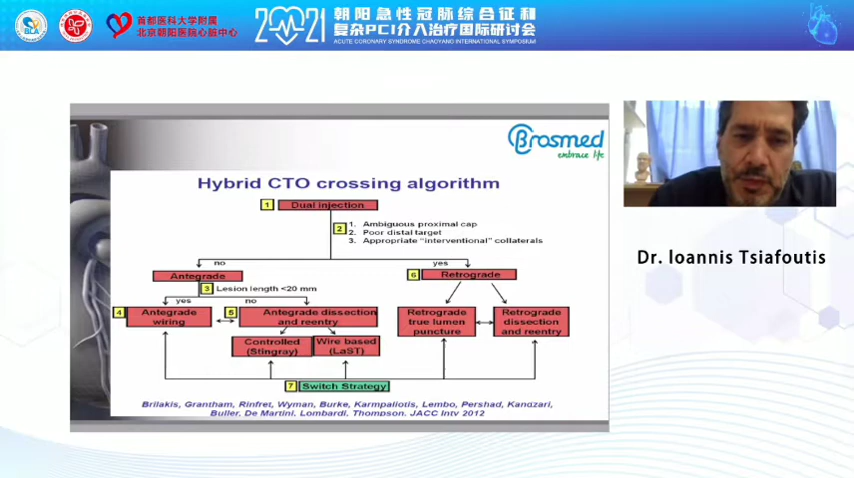 BLA
首都医科大学附属
北京朝阳医院心脏中心
2021
朝阳急性冠脉综合征和
复杂PCI介入治疗国际研讨会
ACUTE CORONARY SYNDROME CHAOYANG INTERNATIONAL SYMPOSIUM
Brosmed
embrace life
Hybrid CTO crossing algorithm
1 Dual injection
2
1. Ambiguous proximal cap
2. Poor distal target
3. Appropriate “interventional” collaterals
no
yes
Antegrade
6 Retrograde
3 Lesion length <20 mm
yes
no
4 Antegrade wiring
5 Antegrade dissection and reentry
Retrograde true lumen puncture
Retrograde dissection and reentry
Controlled (Stingray)
Wire based (LaST)
7 Switch Strategy
Brilakis, Grantham, Rinfret, Wyman, Burke, Karmpaliotis, Lembo, Pershad, Kandzari,
Buller, De Martini, Lombardi, Thompson, JACC Intv 2012
Dr. Ioannis Tsiafoutis